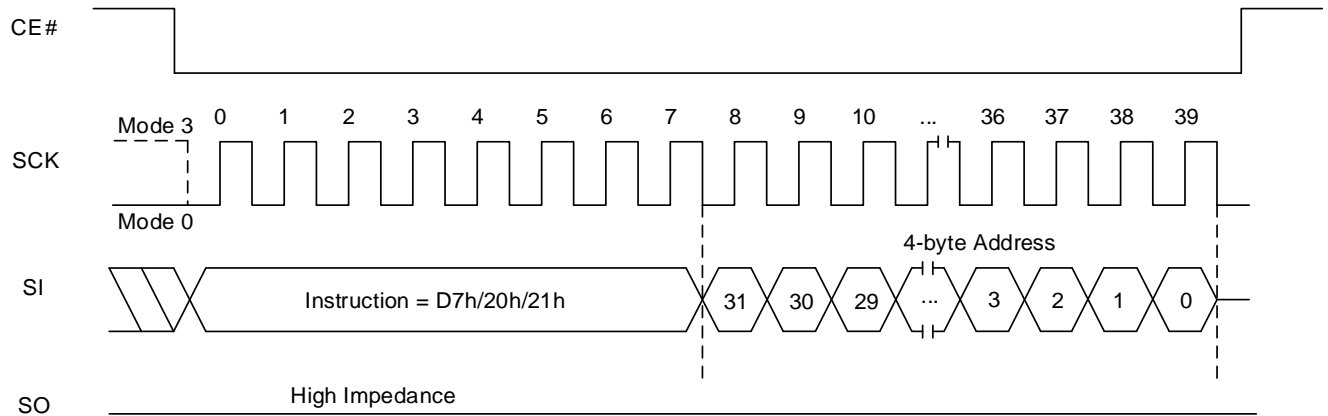 CE#
0 1 2 3 4 5 6 7 8 9 10 ... 36 37 38 39
Mode 3
SCK
Mode 0
4-byte Address
SI
Instruction = D7h/20h/21h 31 30 29 ... 3 2 1 0
High Impedance
SO